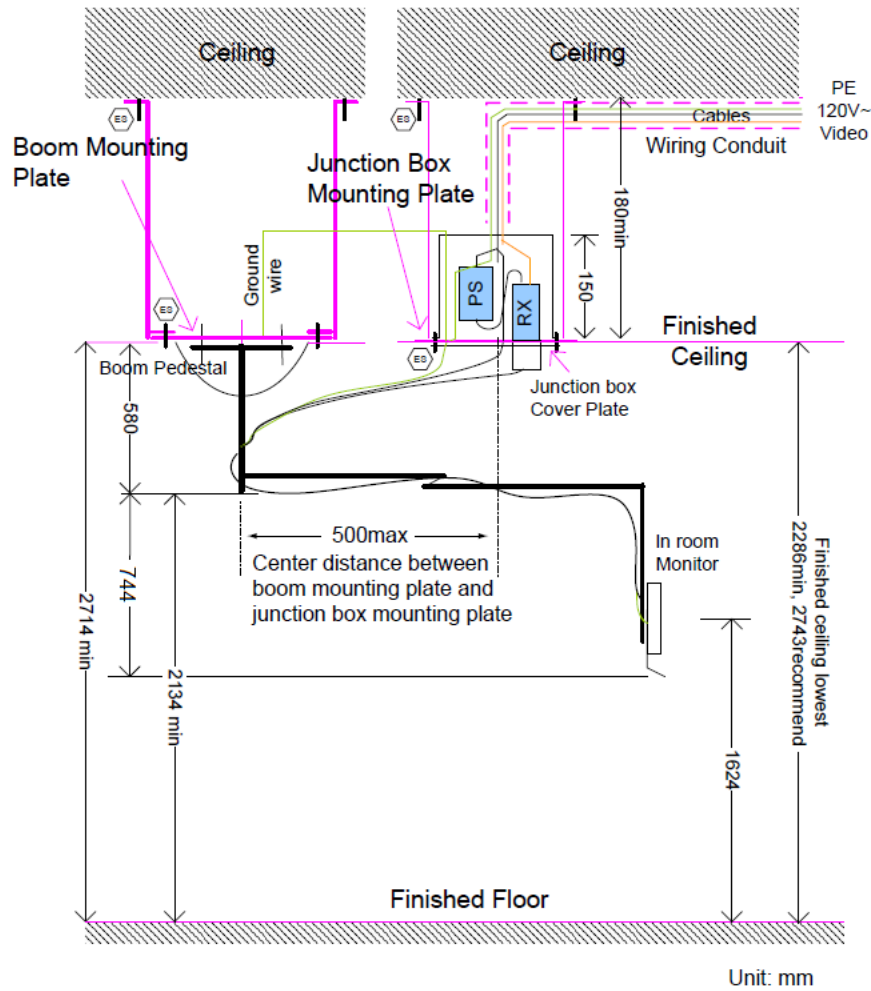 Ceiling
Ceiling
PE
120V~
Video
Cables
Wiring Conduit
ES
ES
Boom Mounting
Plate
Junction Box
Mounting Plate
180min
150
Ground
wire
PS
RX
ES
ES
Finished
Ceiling
Boom Pedestal
Junction box
Cover Plate
580
500max
Center distance between
boom mounting plate and
junction box mounting plate
In room
Monitor
744
2714 min
2134 min
1624
Finished ceiling lowest
2286min, 2743recommend
Finished Floor
Unit: mm